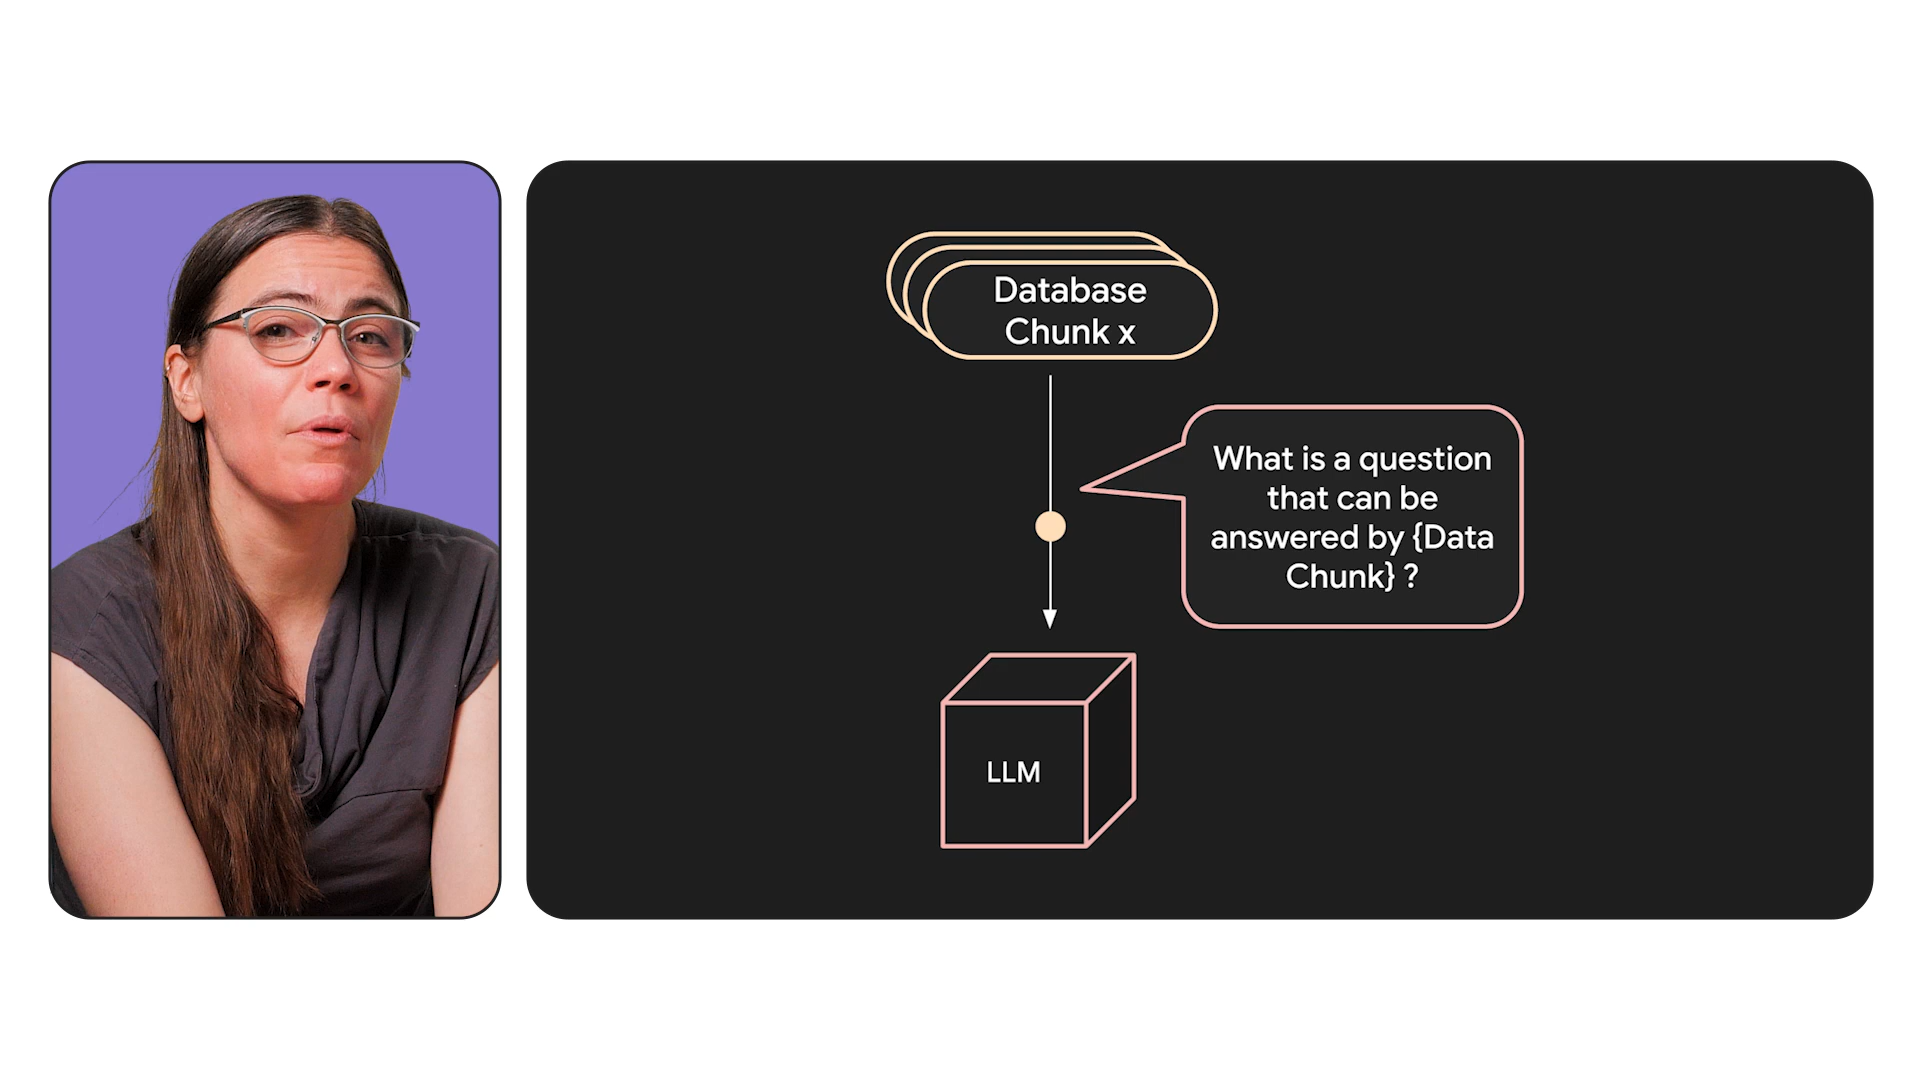 Database
Chunk x
What is a question
that can be
answered by {Data
Chunk} ?
LLM